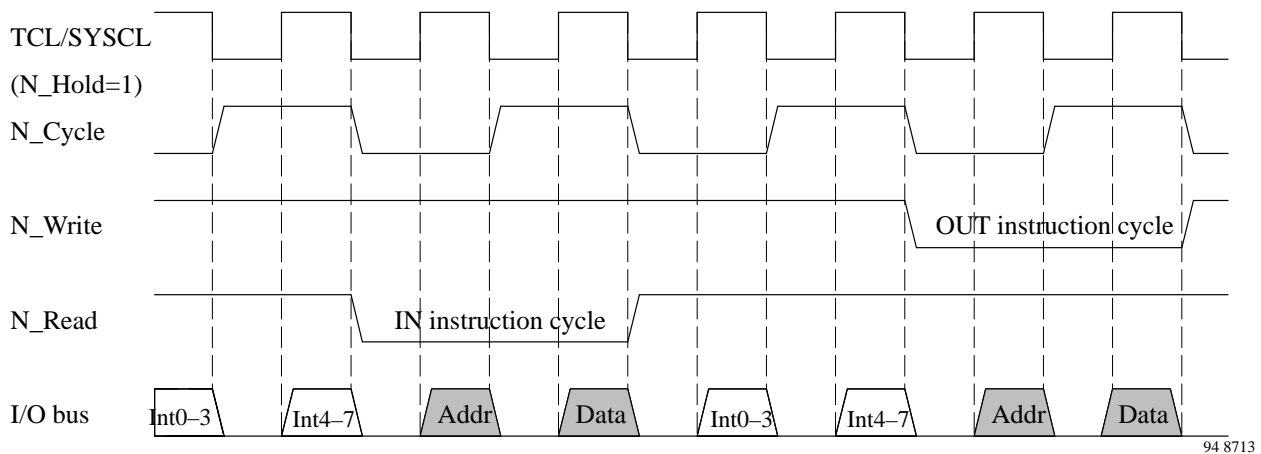 TCL/SYSCL
(N_Hold=1)
N_Cycle
N_Write
OUT instruction cycle
N_Read
IN instruction cycle
I/O bus
Int0–3
Int4–7
Addr
Data
Int0–3
Int4–7
Addr
Data
94 8713